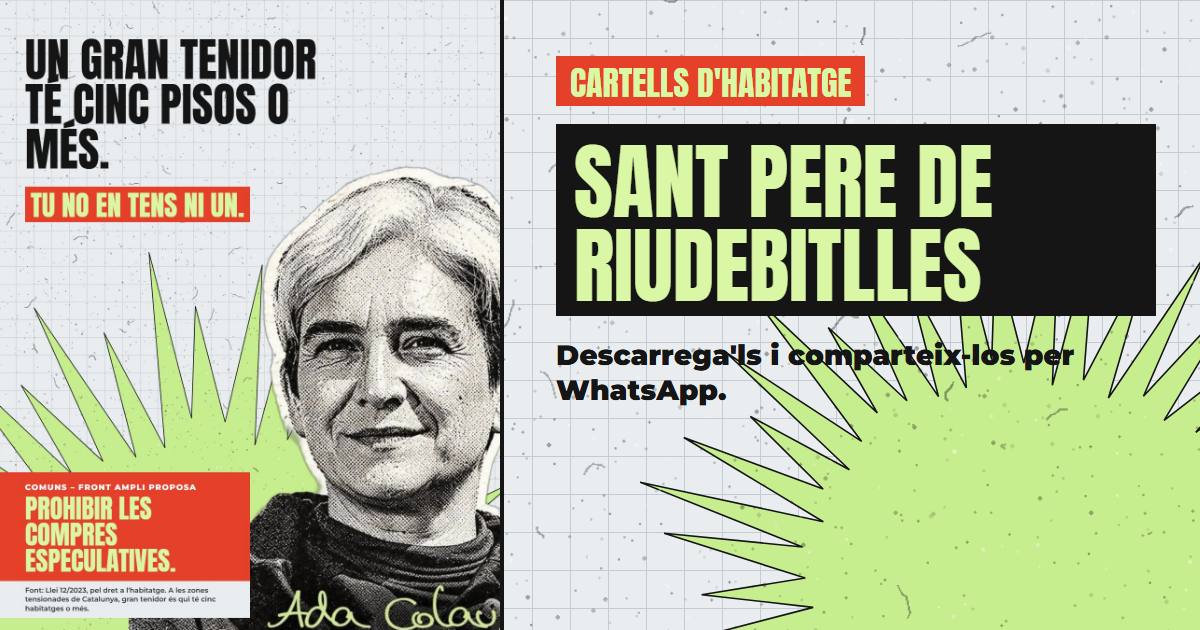 UN GRAN TENIDOR
TÉ CINC PISOS O
MÉS.
TU NO EN TENS NI UN.
COMUNS – FRONT AMPLI PROPOSA
PROHIBIR LES
COMPRES
ESPECULATIVES.
Font: Llei 12/2023, pel dret a l'habitatge. A les zones
tensionades de Catalunya, gran tenidor és qui té cinc
habitatges o més.
Ada Colau
CARTELLS D'HABITATGE
SANT PERE DE
RIUDEBITLLES
Descarrega'ls i comparteix-los per
WhatsApp.